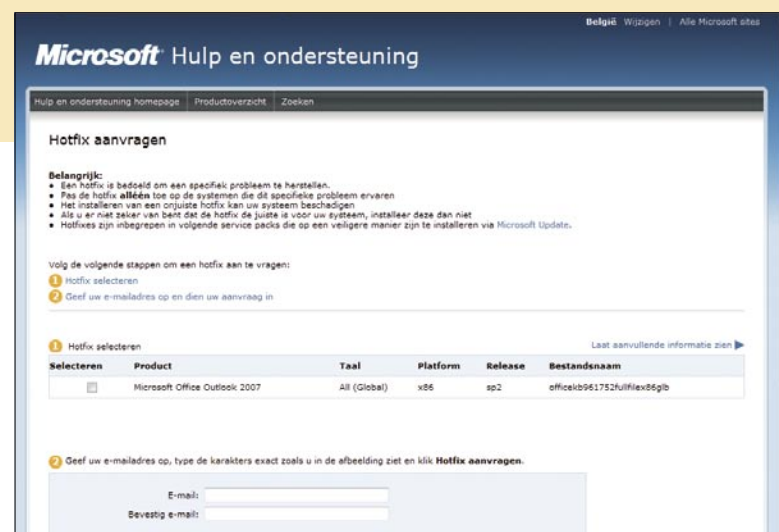 België Wijzigen | Alle Microsoft sites
Microsoft Hulp en ondersteuning
Hulp en ondersteuning homepage | Productoverzicht | Zoeken
Hotfix aanvragen
Belangrijk:
• Een hotfix is bedoeld om een specifiek probleem te herstellen.
• Pas de hotfix alléén toe op de systemen die dit specifieke probleem ervaren
• Het installeren van een onjuiste hotfix kan uw systeem beschadigen
• Als u er niet zeker van bent dat de hotfix de juiste is voor uw systeem, installeer deze dan niet
• Hotfixes zijn inbegrepen in volgende service packs die op een veiligere manier zijn te installeren via Microsoft Update.
Volg de volgende stappen om een hotfix aan te vragen:
1 Hotfix selecteren
2 Geef uw e-mailadres op en dien uw aanvraag in
1 Hotfix selecteren Laat aanvullende informatie zien
Selecteren Product Taal Platform Release Bestandsnaam
Microsoft Office Outlook 2007 All (Global) x86 sp2 officekb961752fullfilex86glb
2 Geef uw e-mailadres op, type de karakters exact zoals u in de afbeelding ziet en klik Hotfix aanvragen.
E-mail:
Bevestig e-mail: